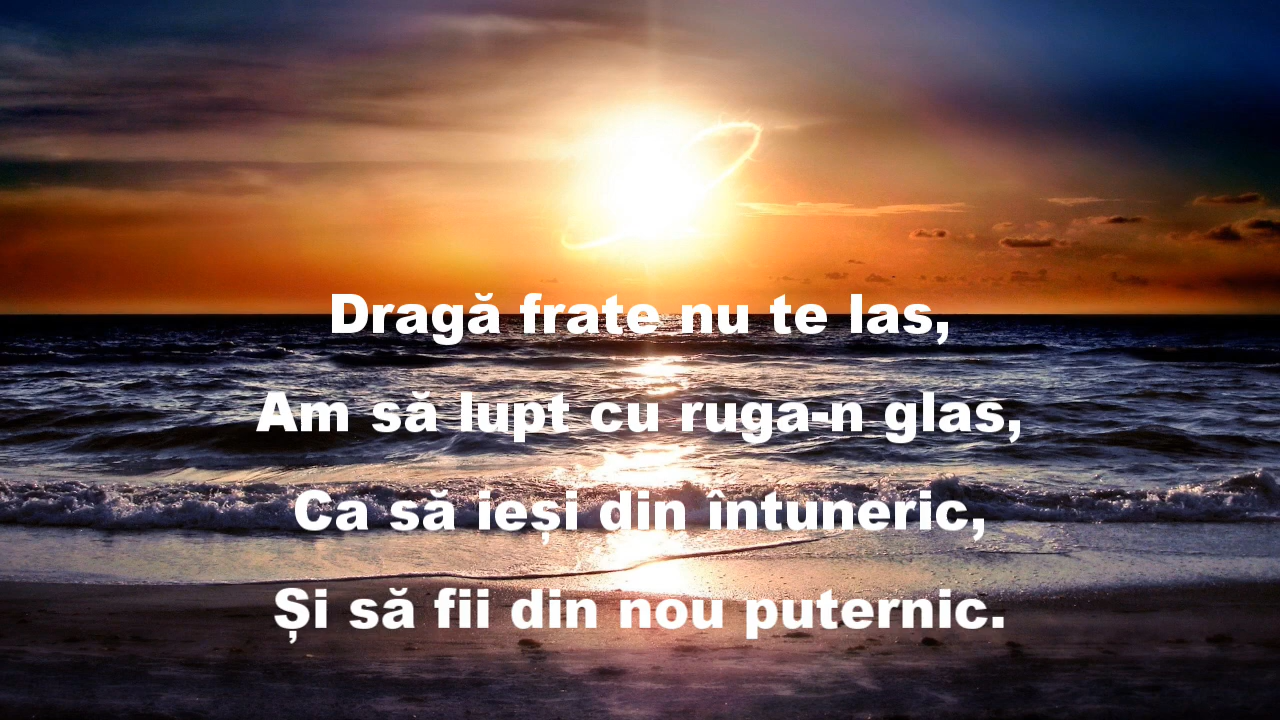 Dragă frate nu te las,
Am să lupt cu ruga-n glas,
Ca să ieși din întuneric,
Și să fii din nou puternic.